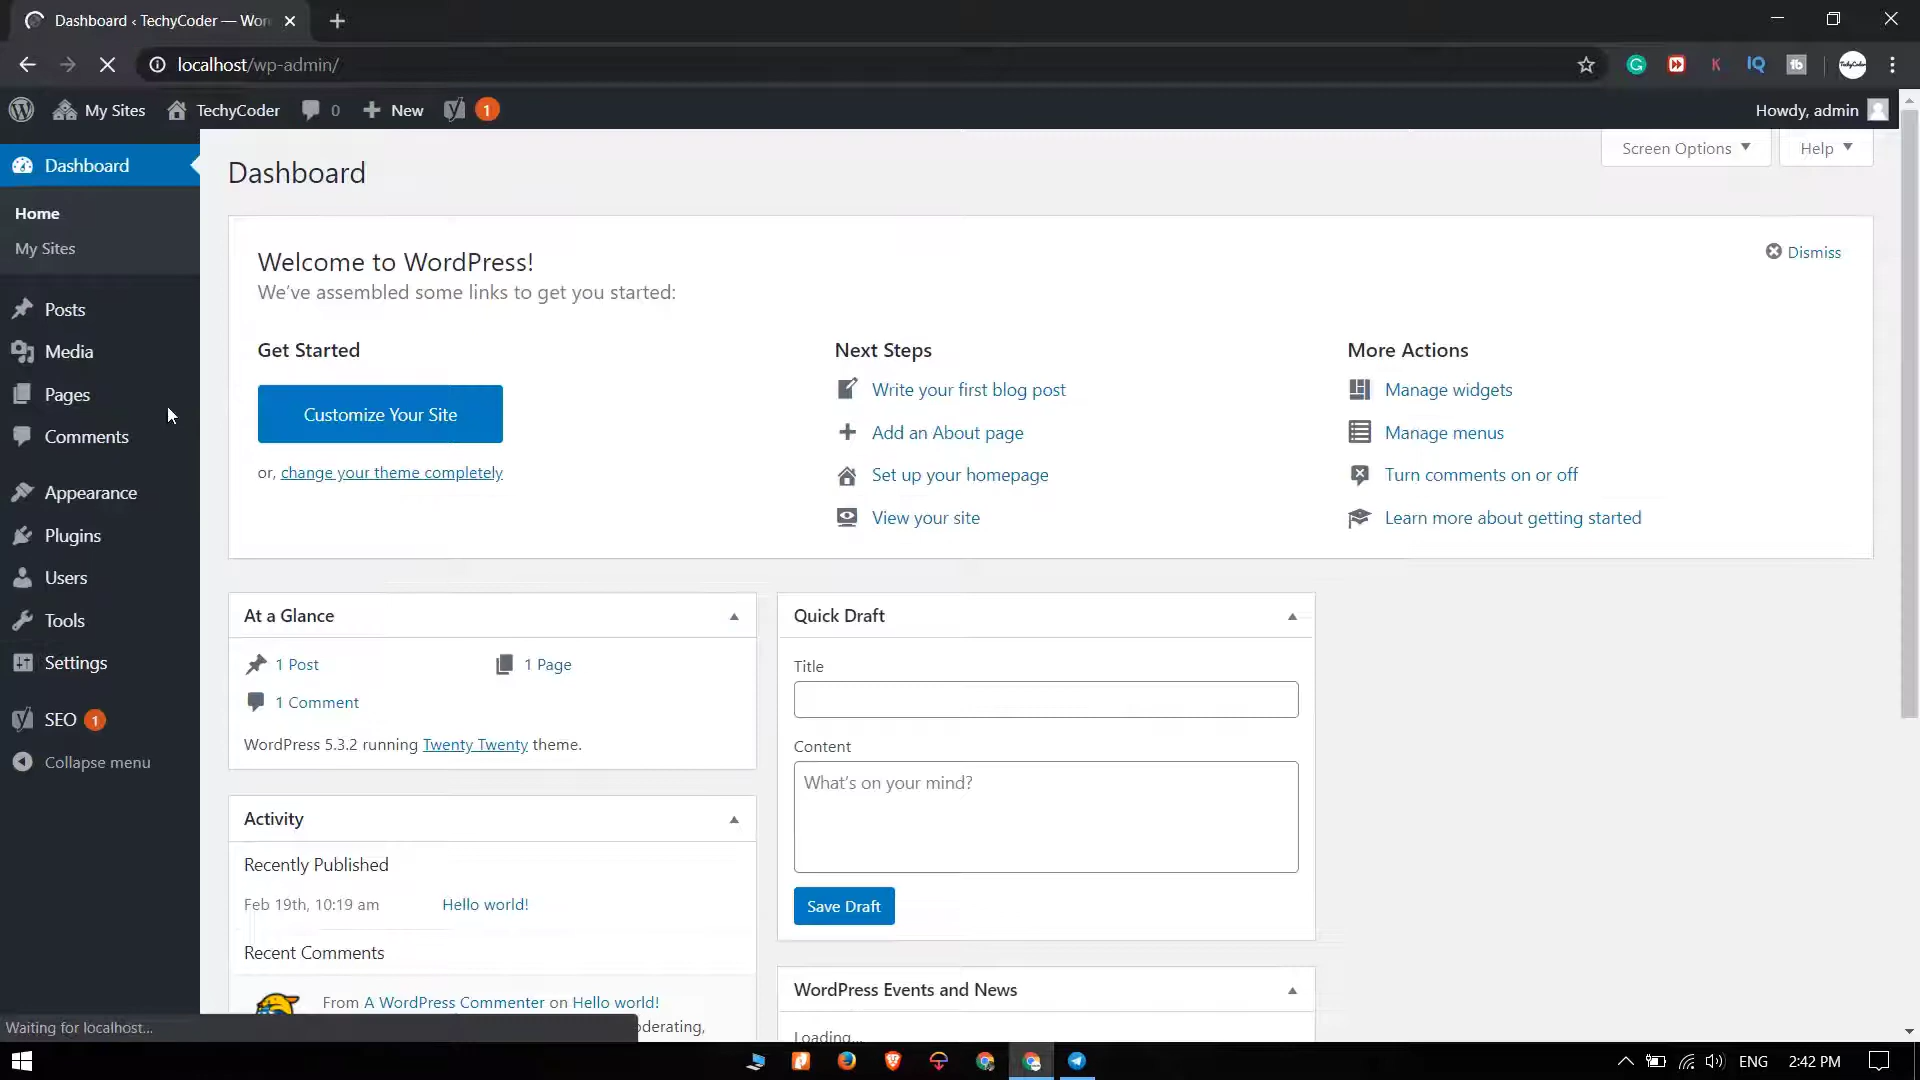 Dashboard ‹ TechyCoder — Wor
localhost/wp-admin/
K
IQ
tb
My Sites
TechyCoder
0
New
1
Howdy, admin
Dashboard
Home
My Sites
Posts
Media
Pages
Comments
Appearance
Plugins
Users
Tools
Settings
SEO 1
Collapse menu
Dashboard
Screen Options
Help
Welcome to WordPress!
We've assembled some links to get you started:
Dismiss
Get Started
Customize Your Site
or, change your theme completely
Next Steps
Write your first blog post
Add an About page
Set up your homepage
View your site
More Actions
Manage widgets
Manage menus
Turn comments on or off
Learn more about getting started
At a Glance
1 Post
1 Page
1 Comment
WordPress 5.3.2 running Twenty Twenty theme.
Activity
Recently Published
Feb 19th, 10:19 am
Hello world!
Recent Comments
From A WordPress Commenter on Hello world!
oderating,
Quick Draft
Title
Content
What's on your mind?
Save Draft
WordPress Events and News
Loading...
Waiting for localhost...
ENG
2:42 PM